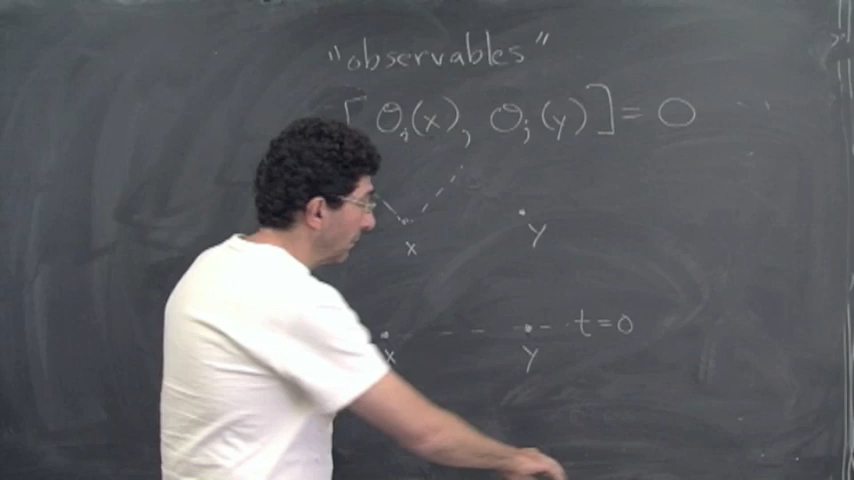 "observables"
[O_i(x), O_j(y)] = 0
x
y
t=0
x
y